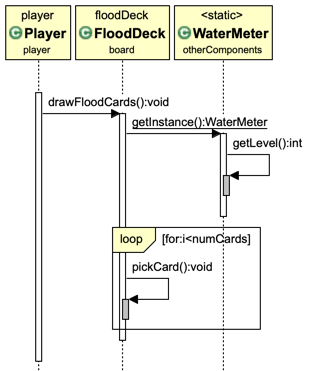 player
floodDeck
<static>
C Player
C FloodDeck
C WaterMeter
player
board
otherComponents
drawFloodCards():void
getInstance():WaterMeter
getLevel():int
loop
[for:i<numCards]
pickCard():void